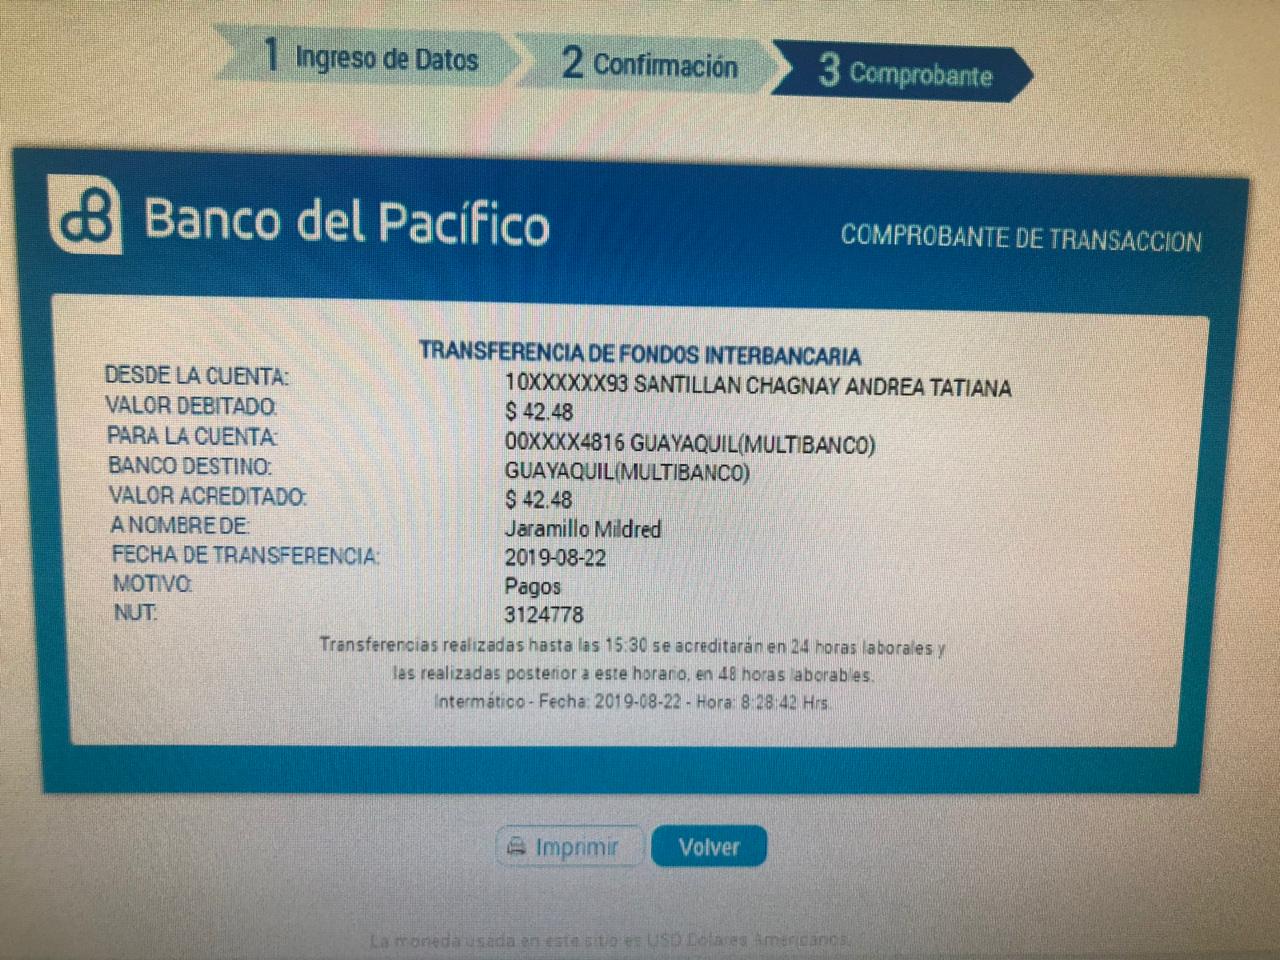 1 Ingreso de Datos 2 Confirmación 3 Comprobante
Banco del Pacífico
COMPROBANTE DE TRANSACCION
TRANSFERENCIA DE FONDOS INTERBANCARIA
DESDE LA CUENTA: 10XXXXXX93 SANTILLAN CHAGNAY ANDREA TATIANA
VALOR DEBITADO: $ 42.48
PARA LA CUENTA: 00XXXX4816 GUAYAQUIL(MULTIBANCO)
BANCO DESTINO: GUAYAQUIL(MULTIBANCO)
VALOR ACREDITADO: $ 42.48
A NOMBRE DE: Jaramillo Mildred
FECHA DE TRANSFERENCIA: 2019-08-22
MOTIVO: Pagos
NUT: 3124778
Transferencias realizadas hasta las 15:30 se acreditarán en 24 horas laborales y
las realizadas posterior a este horario, en 48 horas laborables.
Intermático - Fecha: 2019-08-22 - Hora: 8:28:42 Hrs.
Imprimir Volver
La moneda usada en este sitio es USD Dólares Américanos.